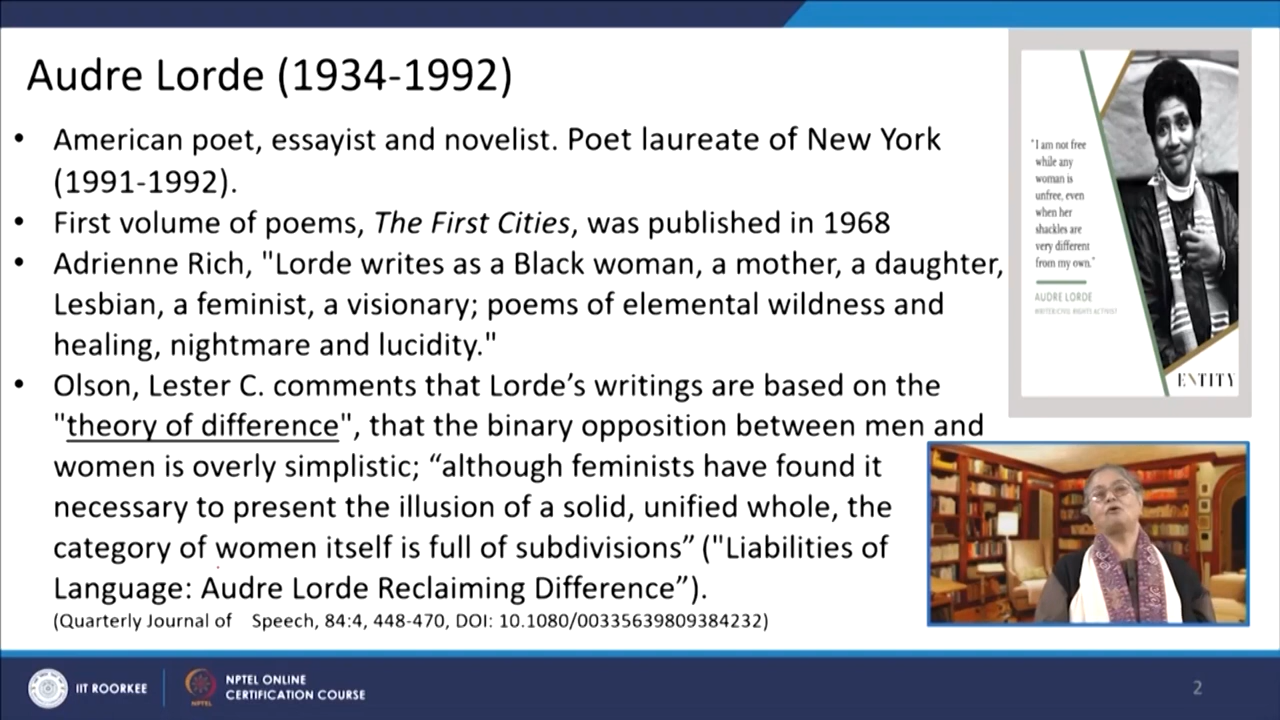 Audre Lorde (1934-1992)
• American poet, essayist and novelist. Poet laureate of New York
(1991-1992).
• First volume of poems, The First Cities, was published in 1968
• Adrienne Rich, "Lorde writes as a Black woman, a mother, a daughter,
Lesbian, a feminist, a visionary; poems of elemental wildness and
healing, nightmare and lucidity."
• Olson, Lester C. comments that Lorde’s writings are based on the
"theory of difference", that the binary opposition between men and
women is overly simplistic; “although feminists have found it
necessary to present the illusion of a solid, unified whole, the
category of women itself is full of subdivisions” ("Liabilities of
Language: Audre Lorde Reclaiming Difference”).
(Quarterly Journal of Speech, 84:4, 448-470, DOI: 10.1080/00335639809384232)
"I am not free
while any
woman is
unfree, even
when her
shackles are
very different
from my own."
AUDRE LORDE
WRITER/CIVIL RIGHTS ACTIVIST
ENTITY
IIT ROORKEE
NPTEL
NPTEL ONLINE
CERTIFICATION COURSE
2